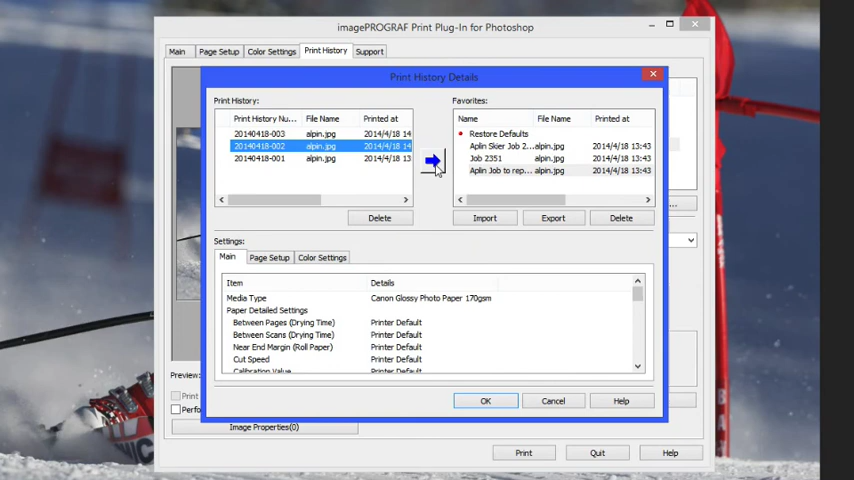 imagePROGRAF Print Plug-In for Photoshop
Main Page Setup Color Settings Print History Support
Print History Details
Print History: Favorites:
Print History Nu... File Name Printed at Name File Name Printed at
20140418-003 alpin.jpg 2014/4/18 14 Restore Defaults
20140418-002 alpin.jpg 2014/4/18 14 Aplin Skier Job 2... alpin.jpg 2014/4/18 13:43
20140418-001 alpin.jpg 2014/4/18 13 Job 2351 alpin.jpg 2014/4/18 13:43
Aplin Job to rep... alpin.jpg 2014/4/18 13:43
Delete Import Export Delete
Settings:
Main Page Setup Color Settings
Item Details
Media Type Canon Glossy Photo Paper 170gsm
Paper Detailed Settings
Between Pages (Drying Time) Printer Default
Between Scans (Drying Time) Printer Default
Near End Margin (Roll Paper) Printer Default
Cut Speed Printer Default
Calibration Value
Preview:
Print
Perfo
OK Cancel Help
Image Properties(0)
Print Quit Help